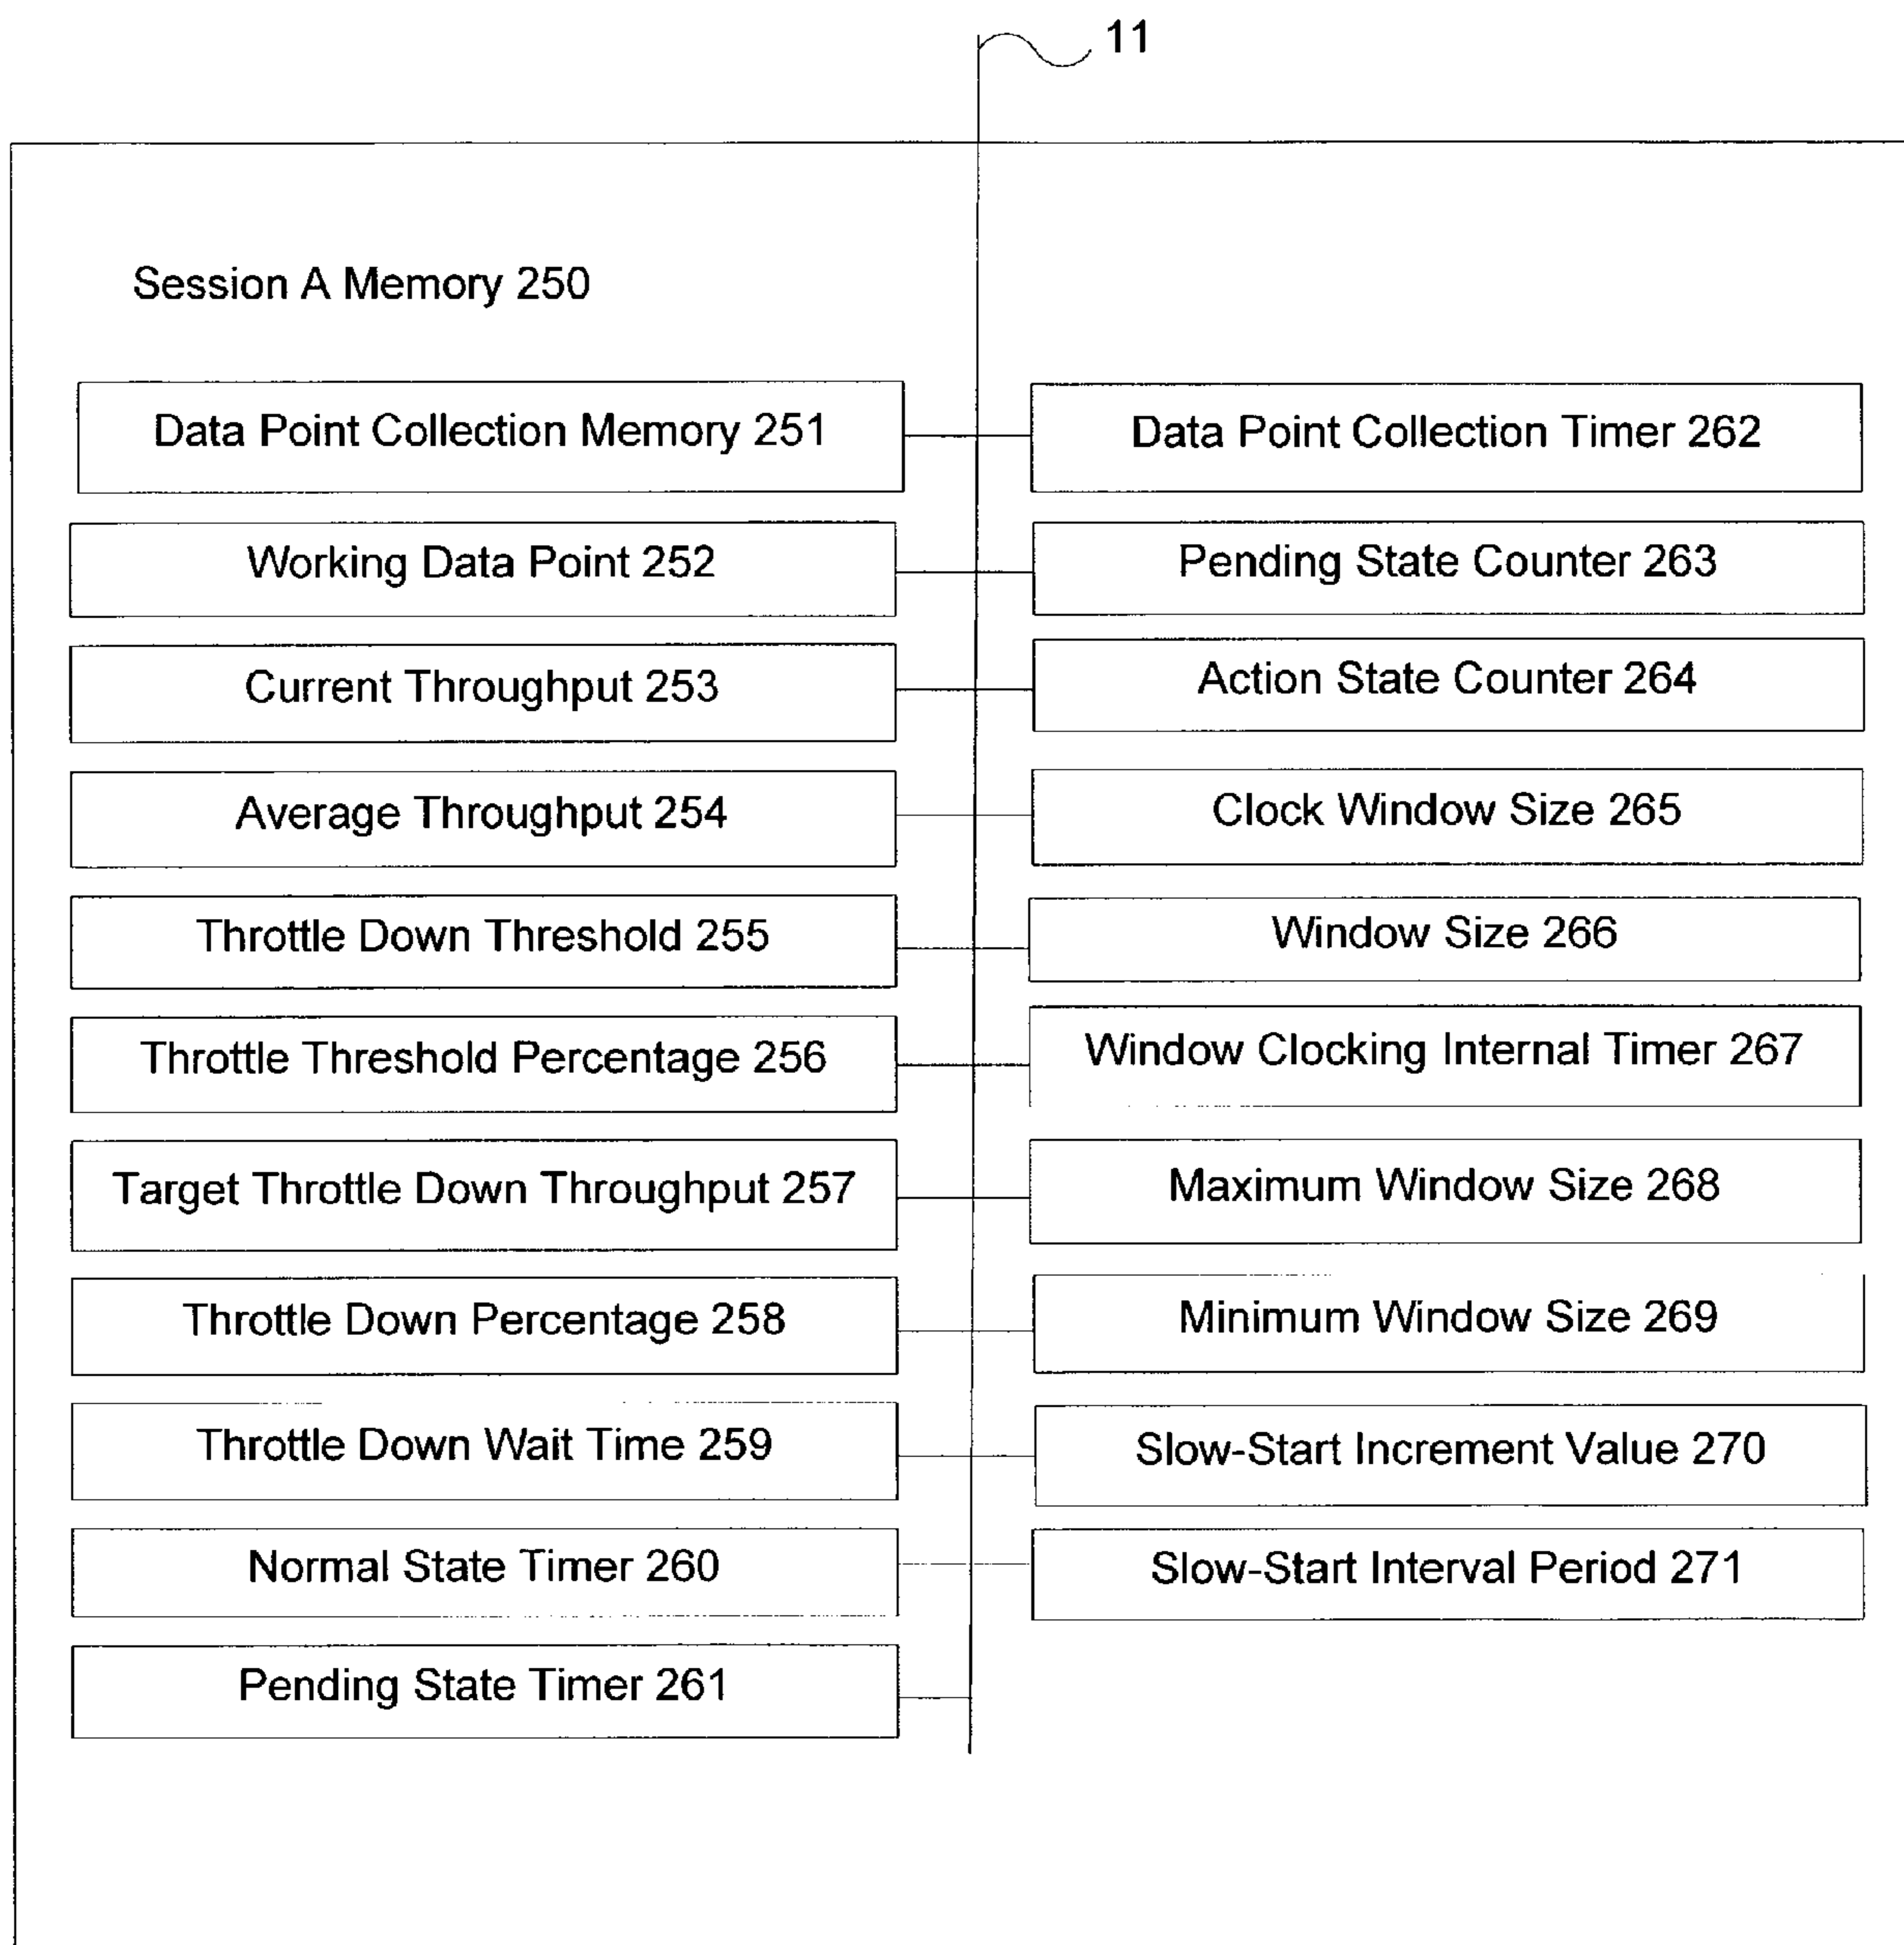 11
Session A Memory 250
Data Point Collection Memory 251
Working Data Point 252
Current Throughput 253
Average Throughput 254
Throttle Down Threshold 255
Throttle Threshold Percentage 256
Target Throttle Down Throughput 257
Throttle Down Percentage 258
Throttle Down Wait Time 259
Normal State Timer 260
Pending State Timer 261
Data Point Collection Timer 262
Pending State Counter 263
Action State Counter 264
Clock Window Size 265
Window Size 266
Window Clocking Internal Timer 267
Maximum Window Size 268
Minimum Window Size 269
Slow-Start Increment Value 270
Slow-Start Interval Period 271